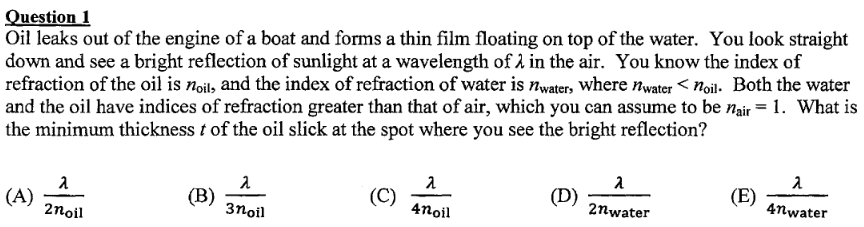 Question 1
Oil leaks out of the engine of a boat and forms a thin film floating on top of the water. You look straight
down and see a bright reflection of sunlight at a wavelength of λ in the air. You know the index of
refraction of the oil is n_oil, and the index of refraction of water is n_water, where n_water < n_oil. Both the water
and the oil have indices of refraction greater than that of air, which you can assume to be n_air = 1. What is
the minimum thickness t of the oil slick at the spot where you see the bright reflection?
(A) λ/2n_oil (B) λ/3n_oil (C) λ/4n_oil (D) λ/2n_water (E) λ/4n_water